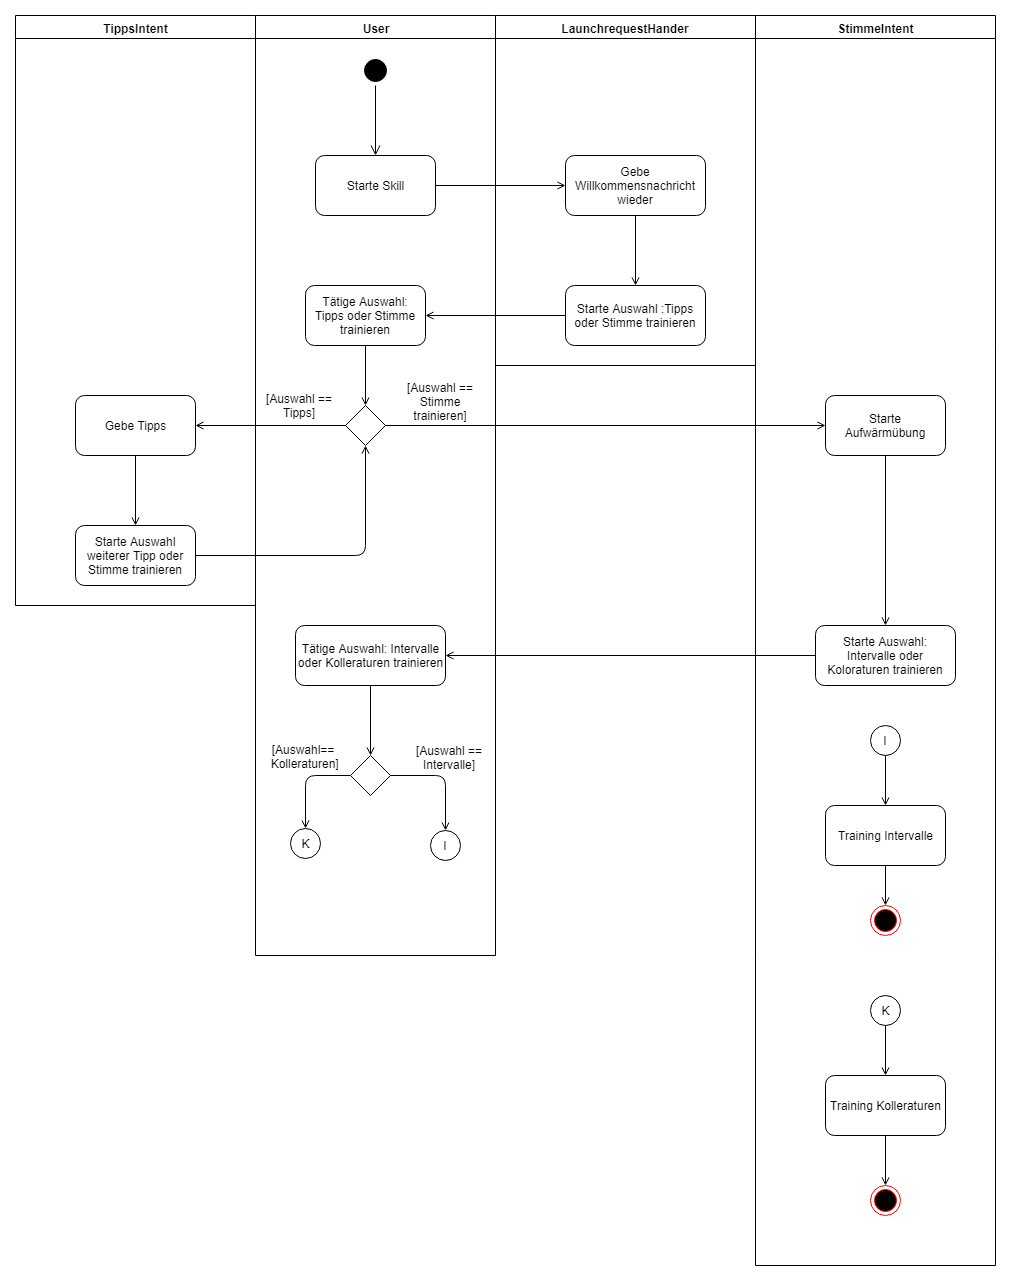 TippsIntent
User
LaunchrequestHander
StimmeIntent
Starte Skill
Gebe
Willkommensnachricht
wieder
Tätige Auswahl:
Tipps oder Stimme
trainieren
Starte Auswahl :Tipps
oder Stimme trainieren
[Auswahl ==
Tipps]
[Auswahl ==
Stimme
trainieren]
Gebe Tipps
Starte
Aufwärmübung
Starte Auswahl
weiterer Tipp oder
Stimme trainieren
Tätige Auswahl: Intervalle
oder Kolleraturen trainieren
Starte Auswahl:
Intervalle oder
Koloraturen trainieren
[Auswahl==
Kolleraturen]
[Auswahl ==
Intervalle]
K
I
I
Training Intervalle
K
Training Kolleraturen